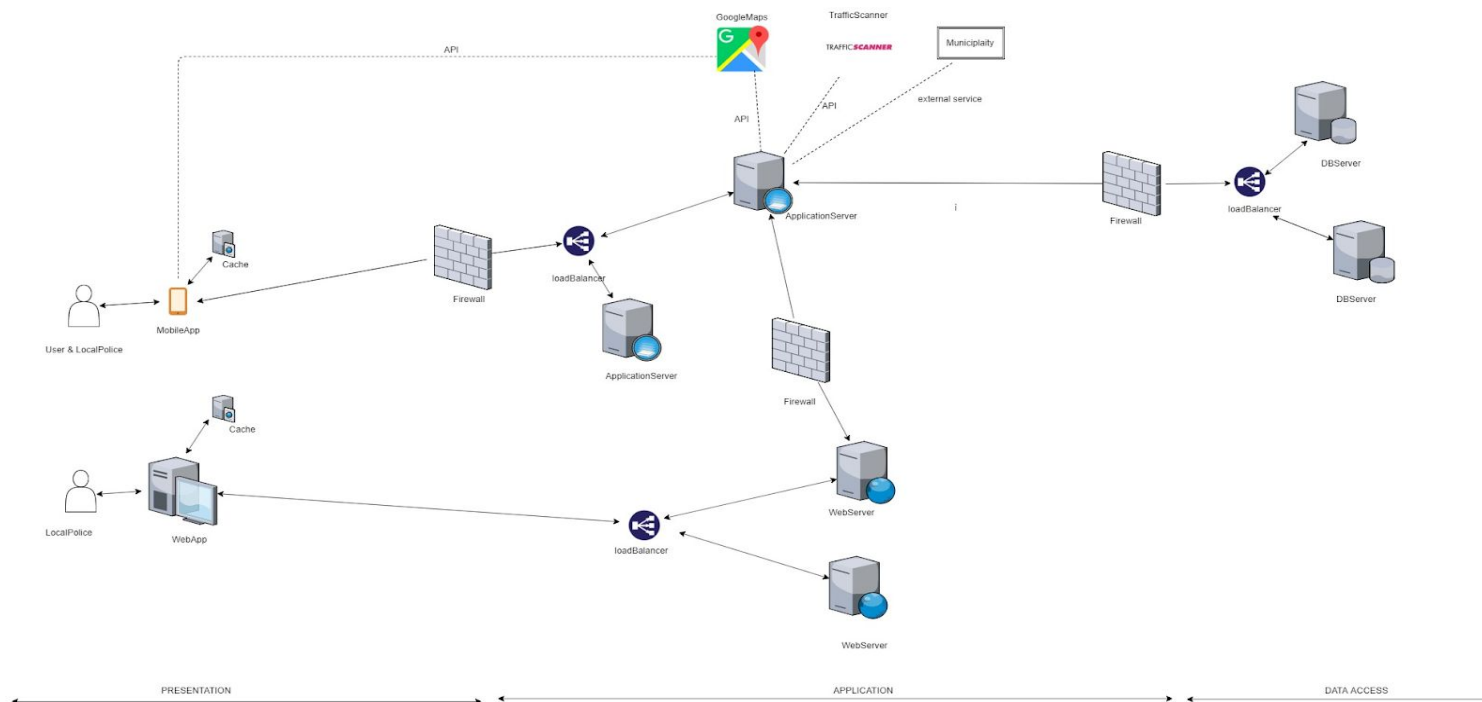 GoogleMaps
TrafficScanner
G
TRAFFICSCANNER
Municiplaity
API
API
API
external service
DBServer
loadBalancer
Firewall
i
ApplicationServer
DBServer
Cache
Firewall
loadBalancer
MobileApp
User & LocalPolice
ApplicationServer
Firewall
Cache
LocalPolice
WebApp
WebServer
loadBalancer
WebServer
PRESENTATION
APPLICATION
DATA ACCESS